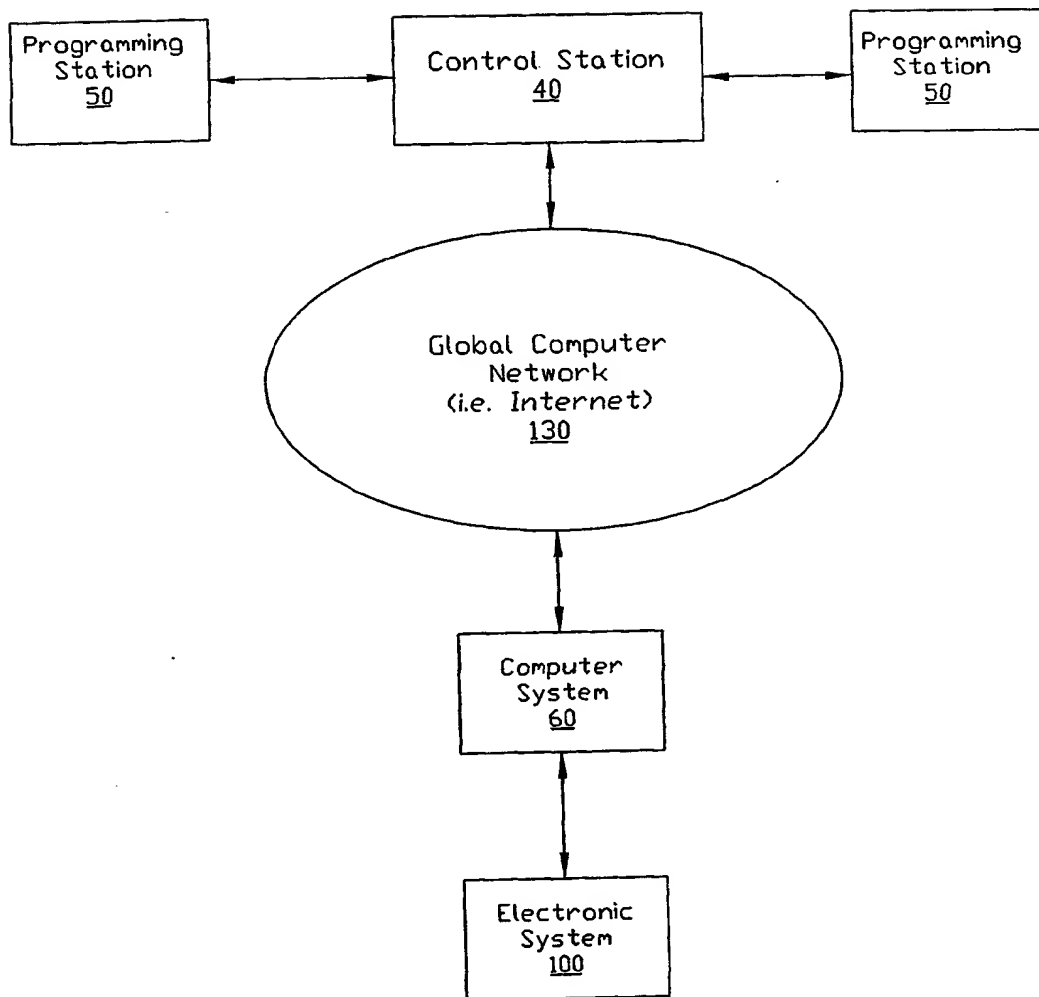 Programming
Station
50
Control Station
40
Programming
Station
50
Global Computer
Network
(i.e. Internet)
130
Computer
System
60
Electronic
System
100